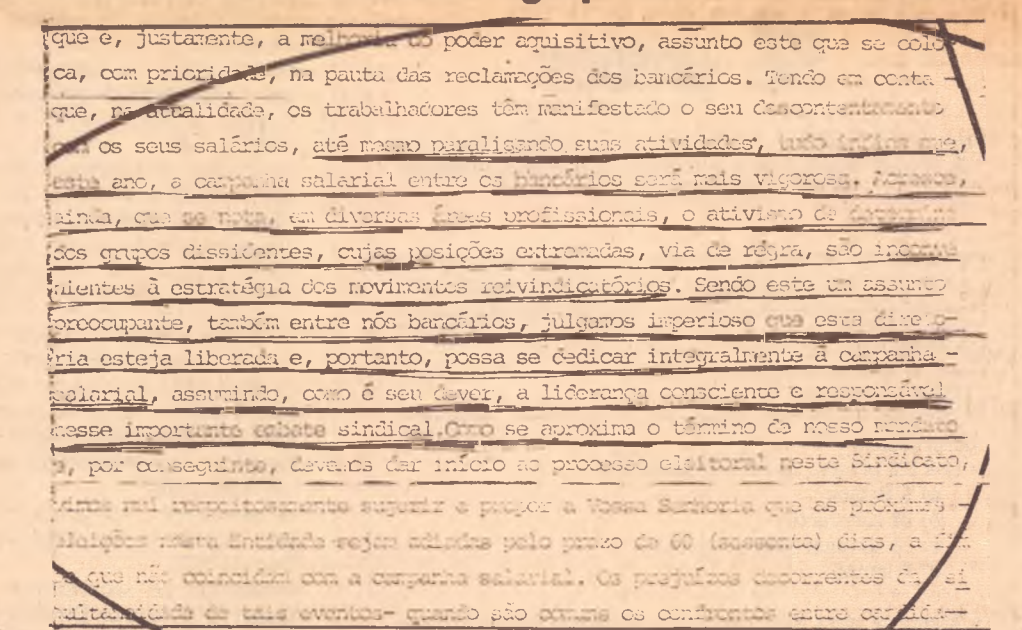 que e, justamente, a melhoria do poder aquisitivo, assunto este que se colo-
ca, com prioridade, na pauta das reclamações dos bancários. Tendo em conta -
que, na atualidade, os trabalhadores têm manifestado o seu descontentamento
com os seus salários, até mesmo paralisando suas atividades, tudo indica que,
este ano, a campanha salarial entre os bancários será mais vigorosa. Acresce,
ainda, que se nota, em diversas áreas profissionais, o ativismo de determina
dos grupos dissidentes, cujas posições extremadas, via de régra, são inconve
nientes à estratégia dos movimentos reivindicatórios. Sendo este um assunto
preocupante, também entre nós bancários, julgamos imperioso que esta direto-
ria esteja liberada e, portanto, possa se dedicar integralmente à campanha -
salarial, assumindo, como é seu dever, a liderança consciente e responsável
nesse importante embate sindical. Como se aproxima o término de nosso mandato
e, por conseguinte, devemos dar início ao processo eleitoral neste Sindicato,
vimos mui respeitosamente sugerir e propor a Vossa Senhoria que as próximas -
eleições nesta Entidade sejam adiadas pelo prazo de 60 (sessenta) dias, a fim
de que não coincidam com a campanha salarial. Os prejuízos decorrentes da si
multaneidade de tais eventos- quando são comuns os confrontos entre candida-